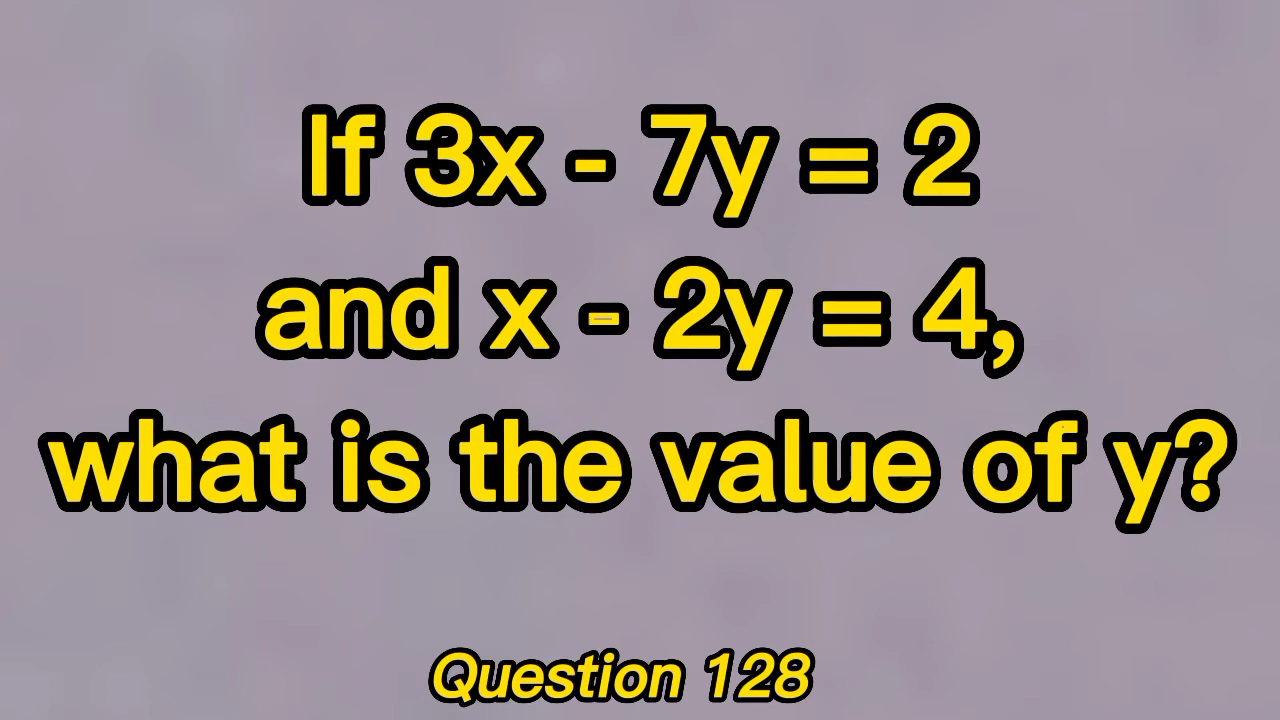 If 3x - 7y = 2
and x - 2y = 4,
what is the value of y?
Question 128